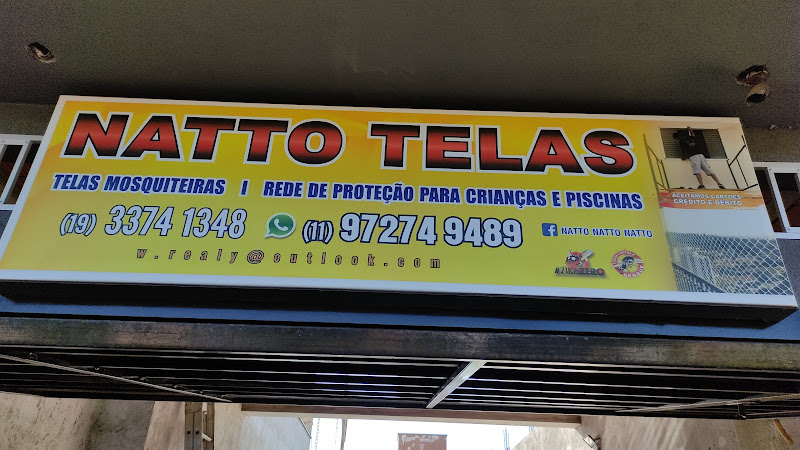 NATTO TELAS
TELAS MOSQUITEIRAS I REDE DE PROTEÇÃO PARA CRIANÇAS E PISCINAS
(19) 3374 1348 (11) 97274 9489
NATTO NATTO NATTO
w.realy@outlook.com
#ZIKAZERO
ACEITAMOS CARTÕES
CRÉDITO E DÉBITO